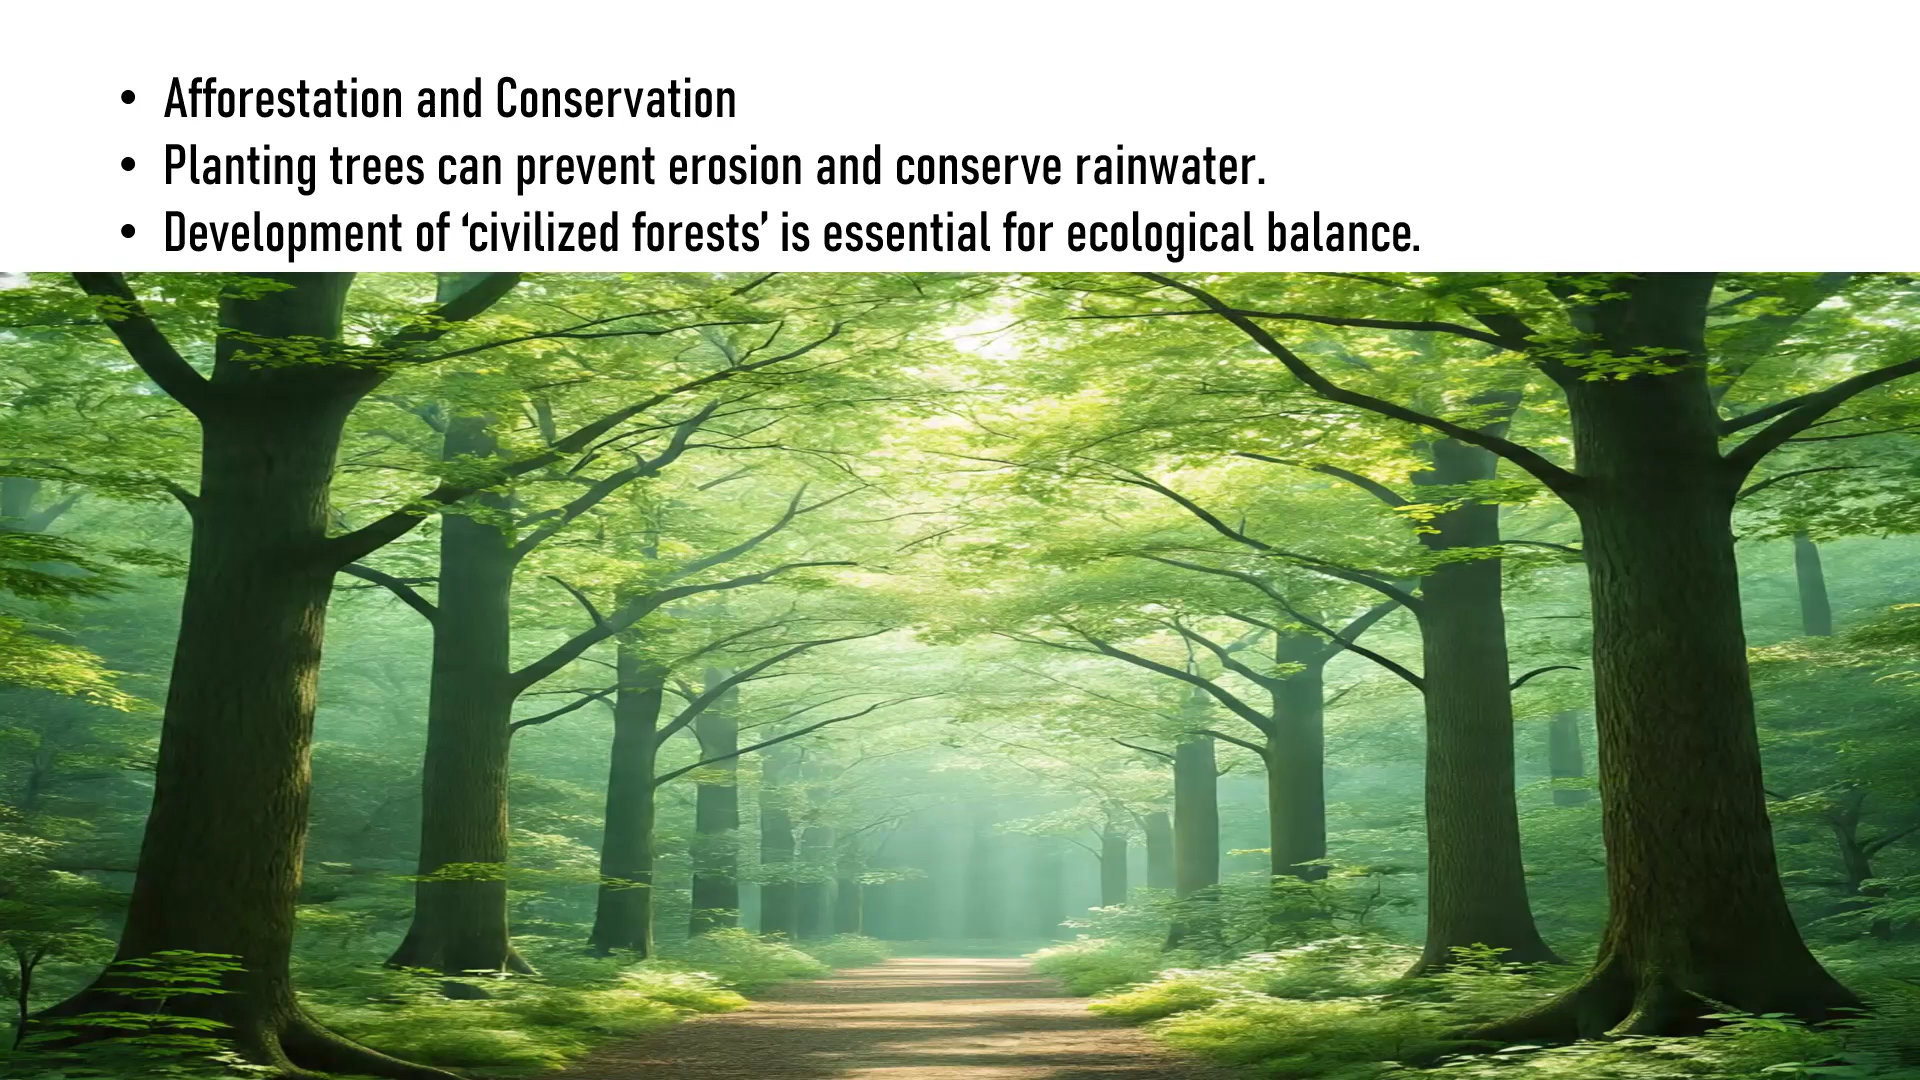 • Afforestation and Conservation
• Planting trees can prevent erosion and conserve rainwater.
• Development of ‘civilized forests’ is essential for ecological balance.